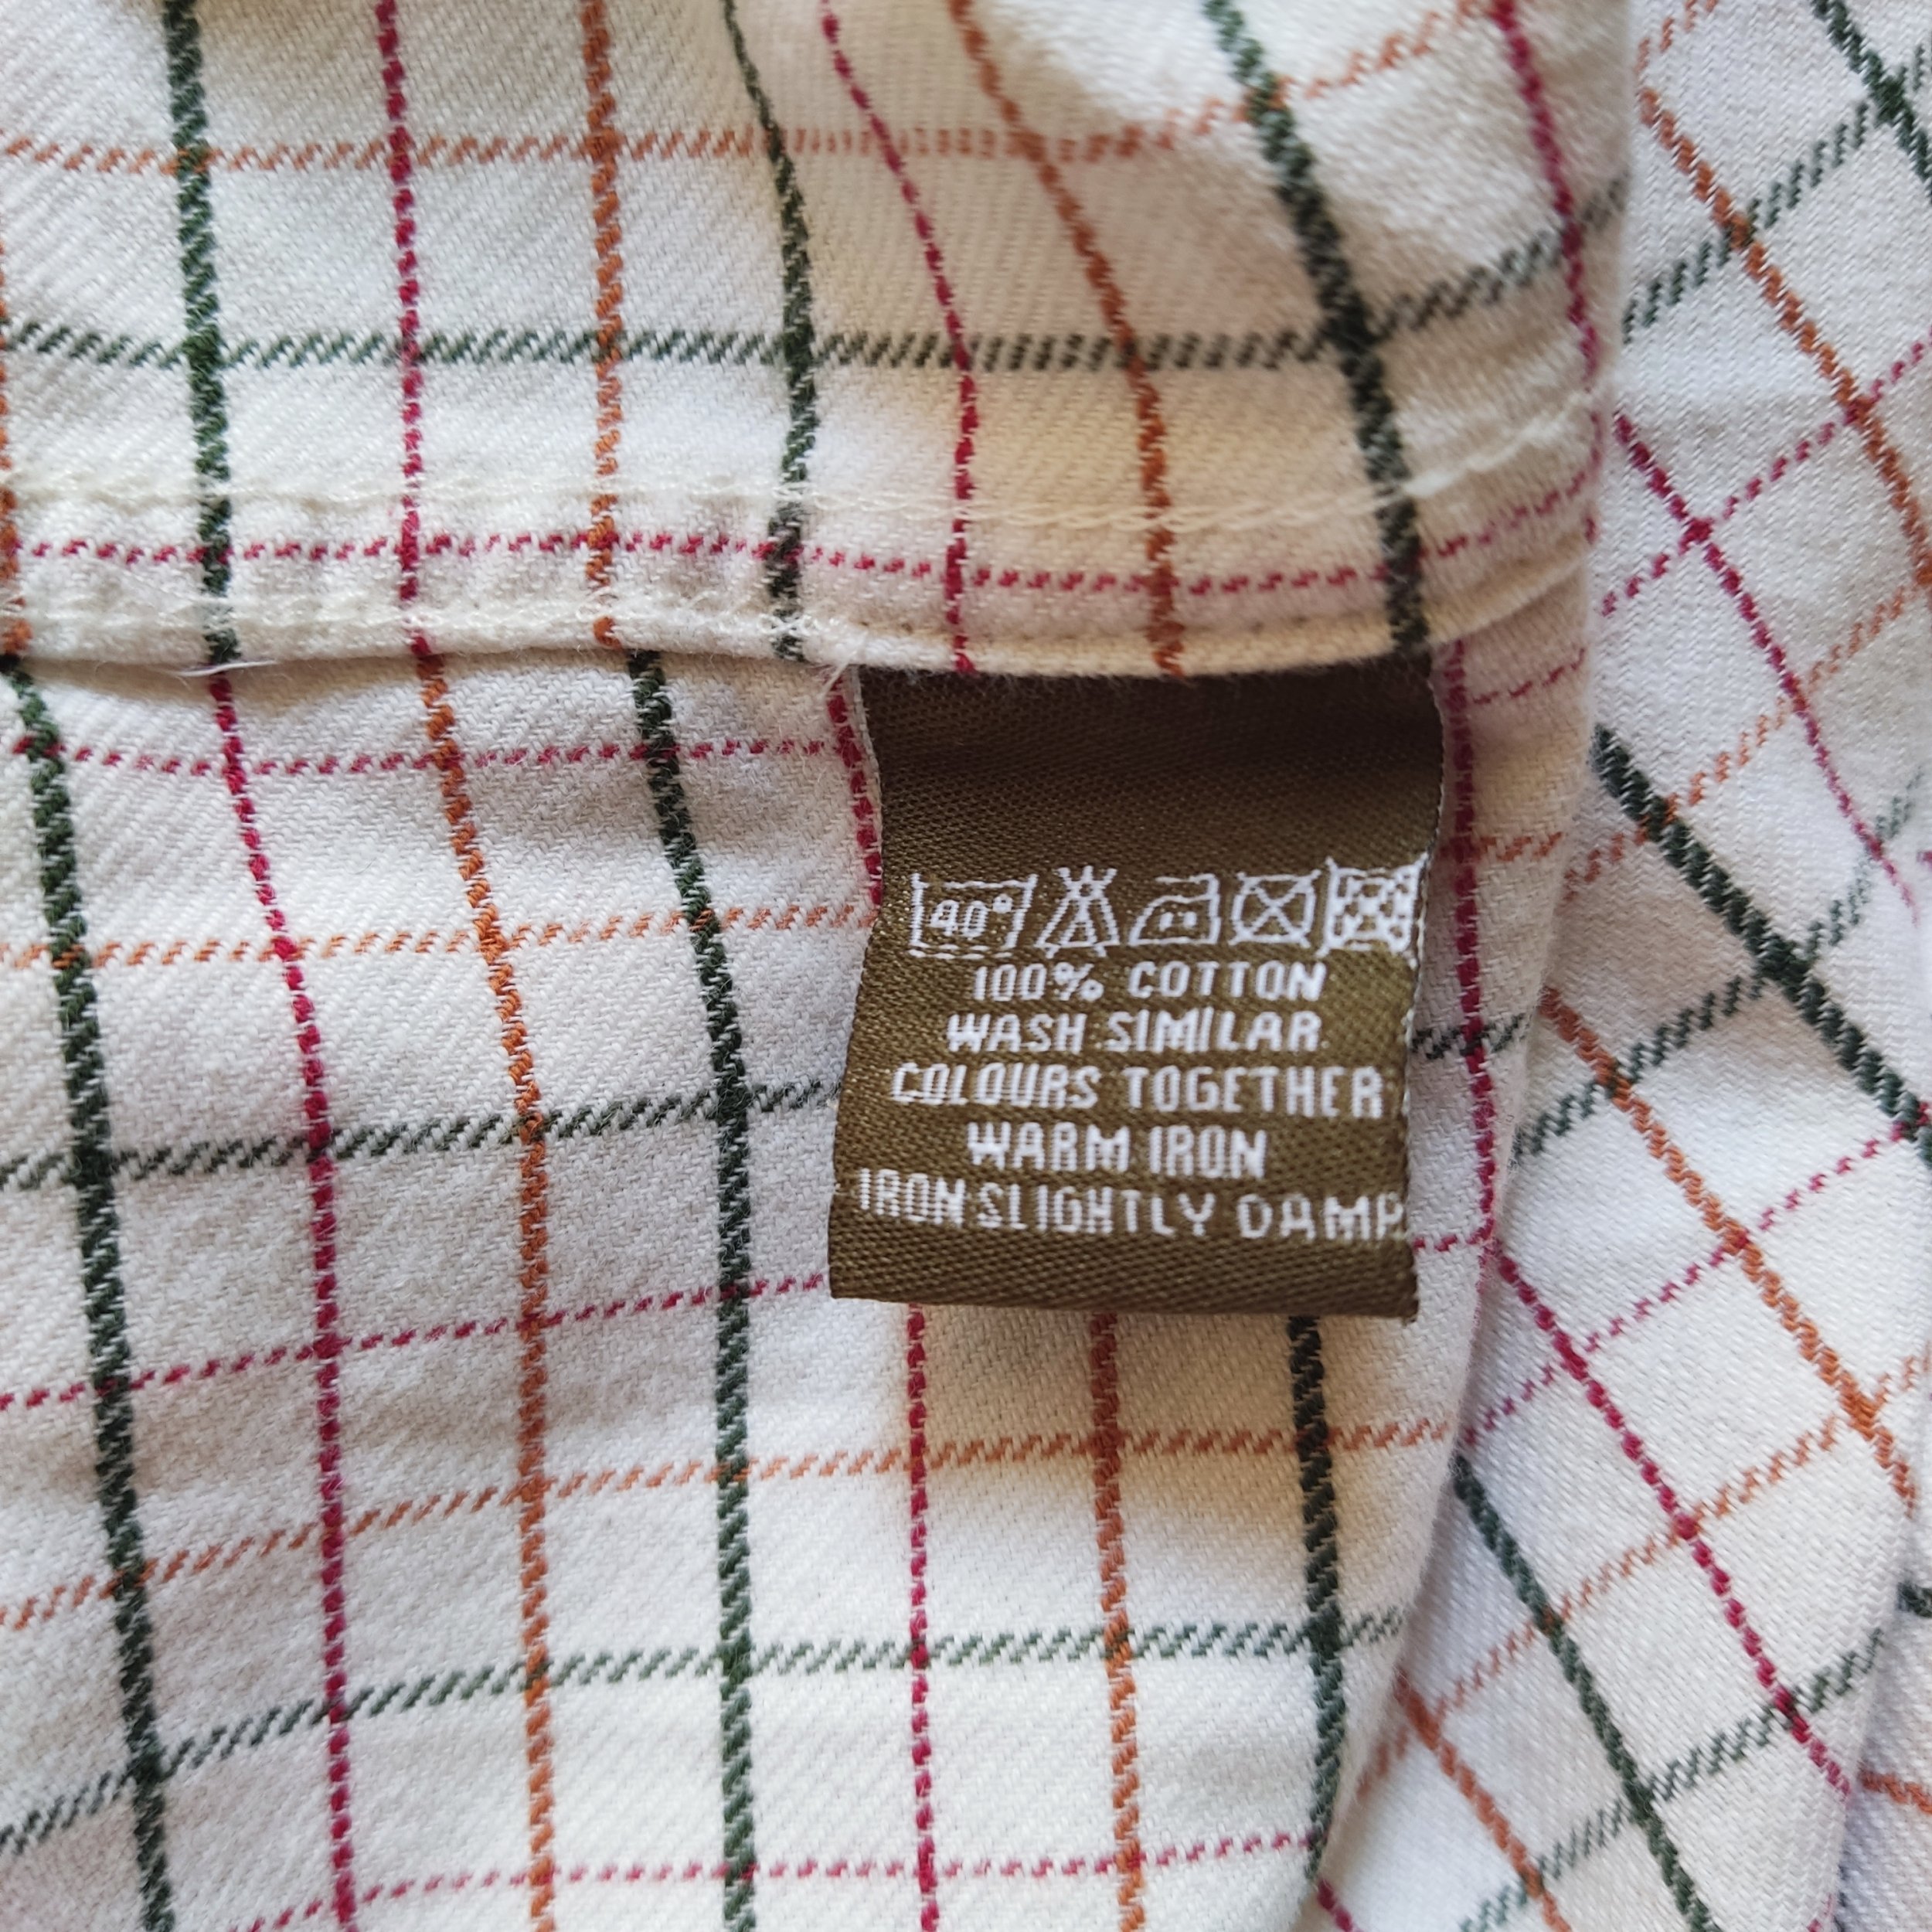 40°
100% COTTON
WASH SIMILAR
COLOURS TOGETHER
WARM IRON
IRON SLIGHTLY DAMP